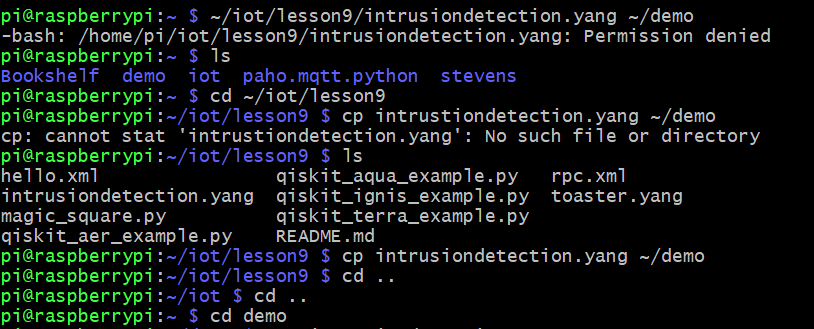 pi@raspberrypi:~ $ ~/iot/lesson9/intrusiondetection.yang ~/demo
-bash: /home/pi/iot/lesson9/intrusiondetection.yang: Permission denied
pi@raspberrypi:~ $ ls
Bookshelf demo iot paho.mqtt.python stevens
pi@raspberrypi:~ $ cd ~/iot/lesson9
pi@raspberrypi:~/iot/lesson9 $ cp intrustiondetection.yang ~/demo
cp: cannot stat 'intrustiondetection.yang': No such file or directory
pi@raspberrypi:~/iot/lesson9 $ ls
hello.xml qiskit_aqua_example.py rpc.xml
intrusiondetection.yang qiskit_ignis_example.py toaster.yang
magic_square.py qiskit_terra_example.py
qiskit_aer_example.py README.md
pi@raspberrypi:~/iot/lesson9 $ cp intrusiondetection.yang ~/demo
pi@raspberrypi:~/iot/lesson9 $ cd ..
pi@raspberrypi:~/iot $ cd ..
pi@raspberrypi:~ $ cd demo